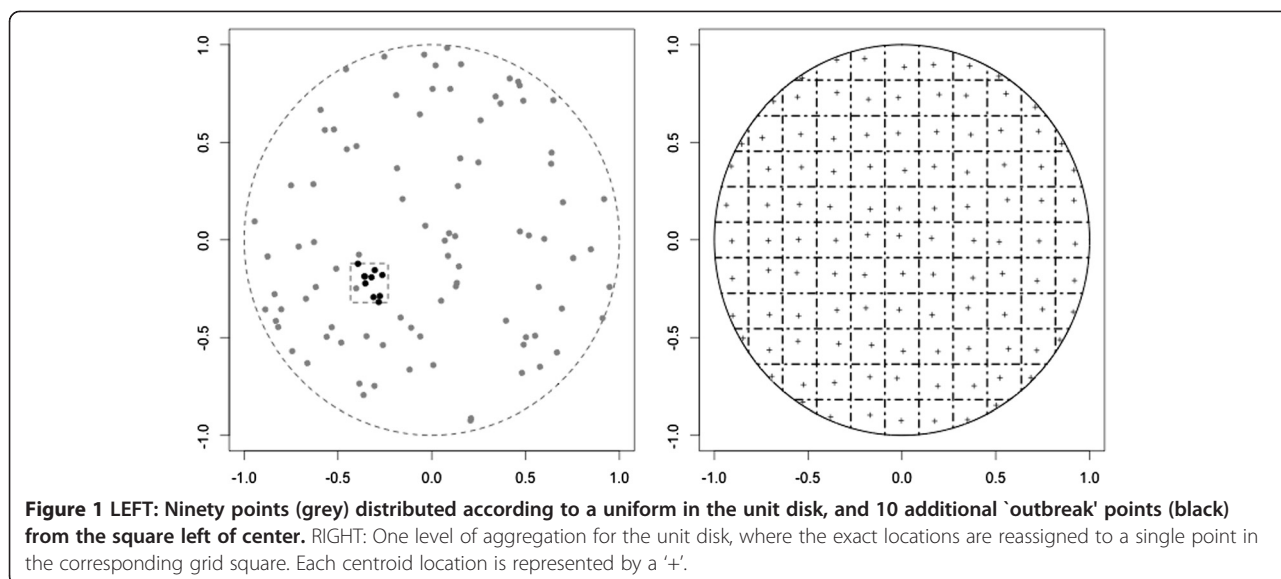 1.0
0.5
0.0
-0.5
-1.0
-1.0 -0.5 0.0 0.5 1.0
1.0
0.5
0.0
-0.5
-1.0
-1.0 -0.5 0.0 0.5 1.0
Figure 1 LEFT: Ninety points (grey) distributed according to a uniform in the unit disk, and 10 additional `outbreak' points (black)
from the square left of center. RIGHT: One level of aggregation for the unit disk, where the exact locations are reassigned to a single point in
the corresponding grid square. Each centroid location is represented by a ‘+’.